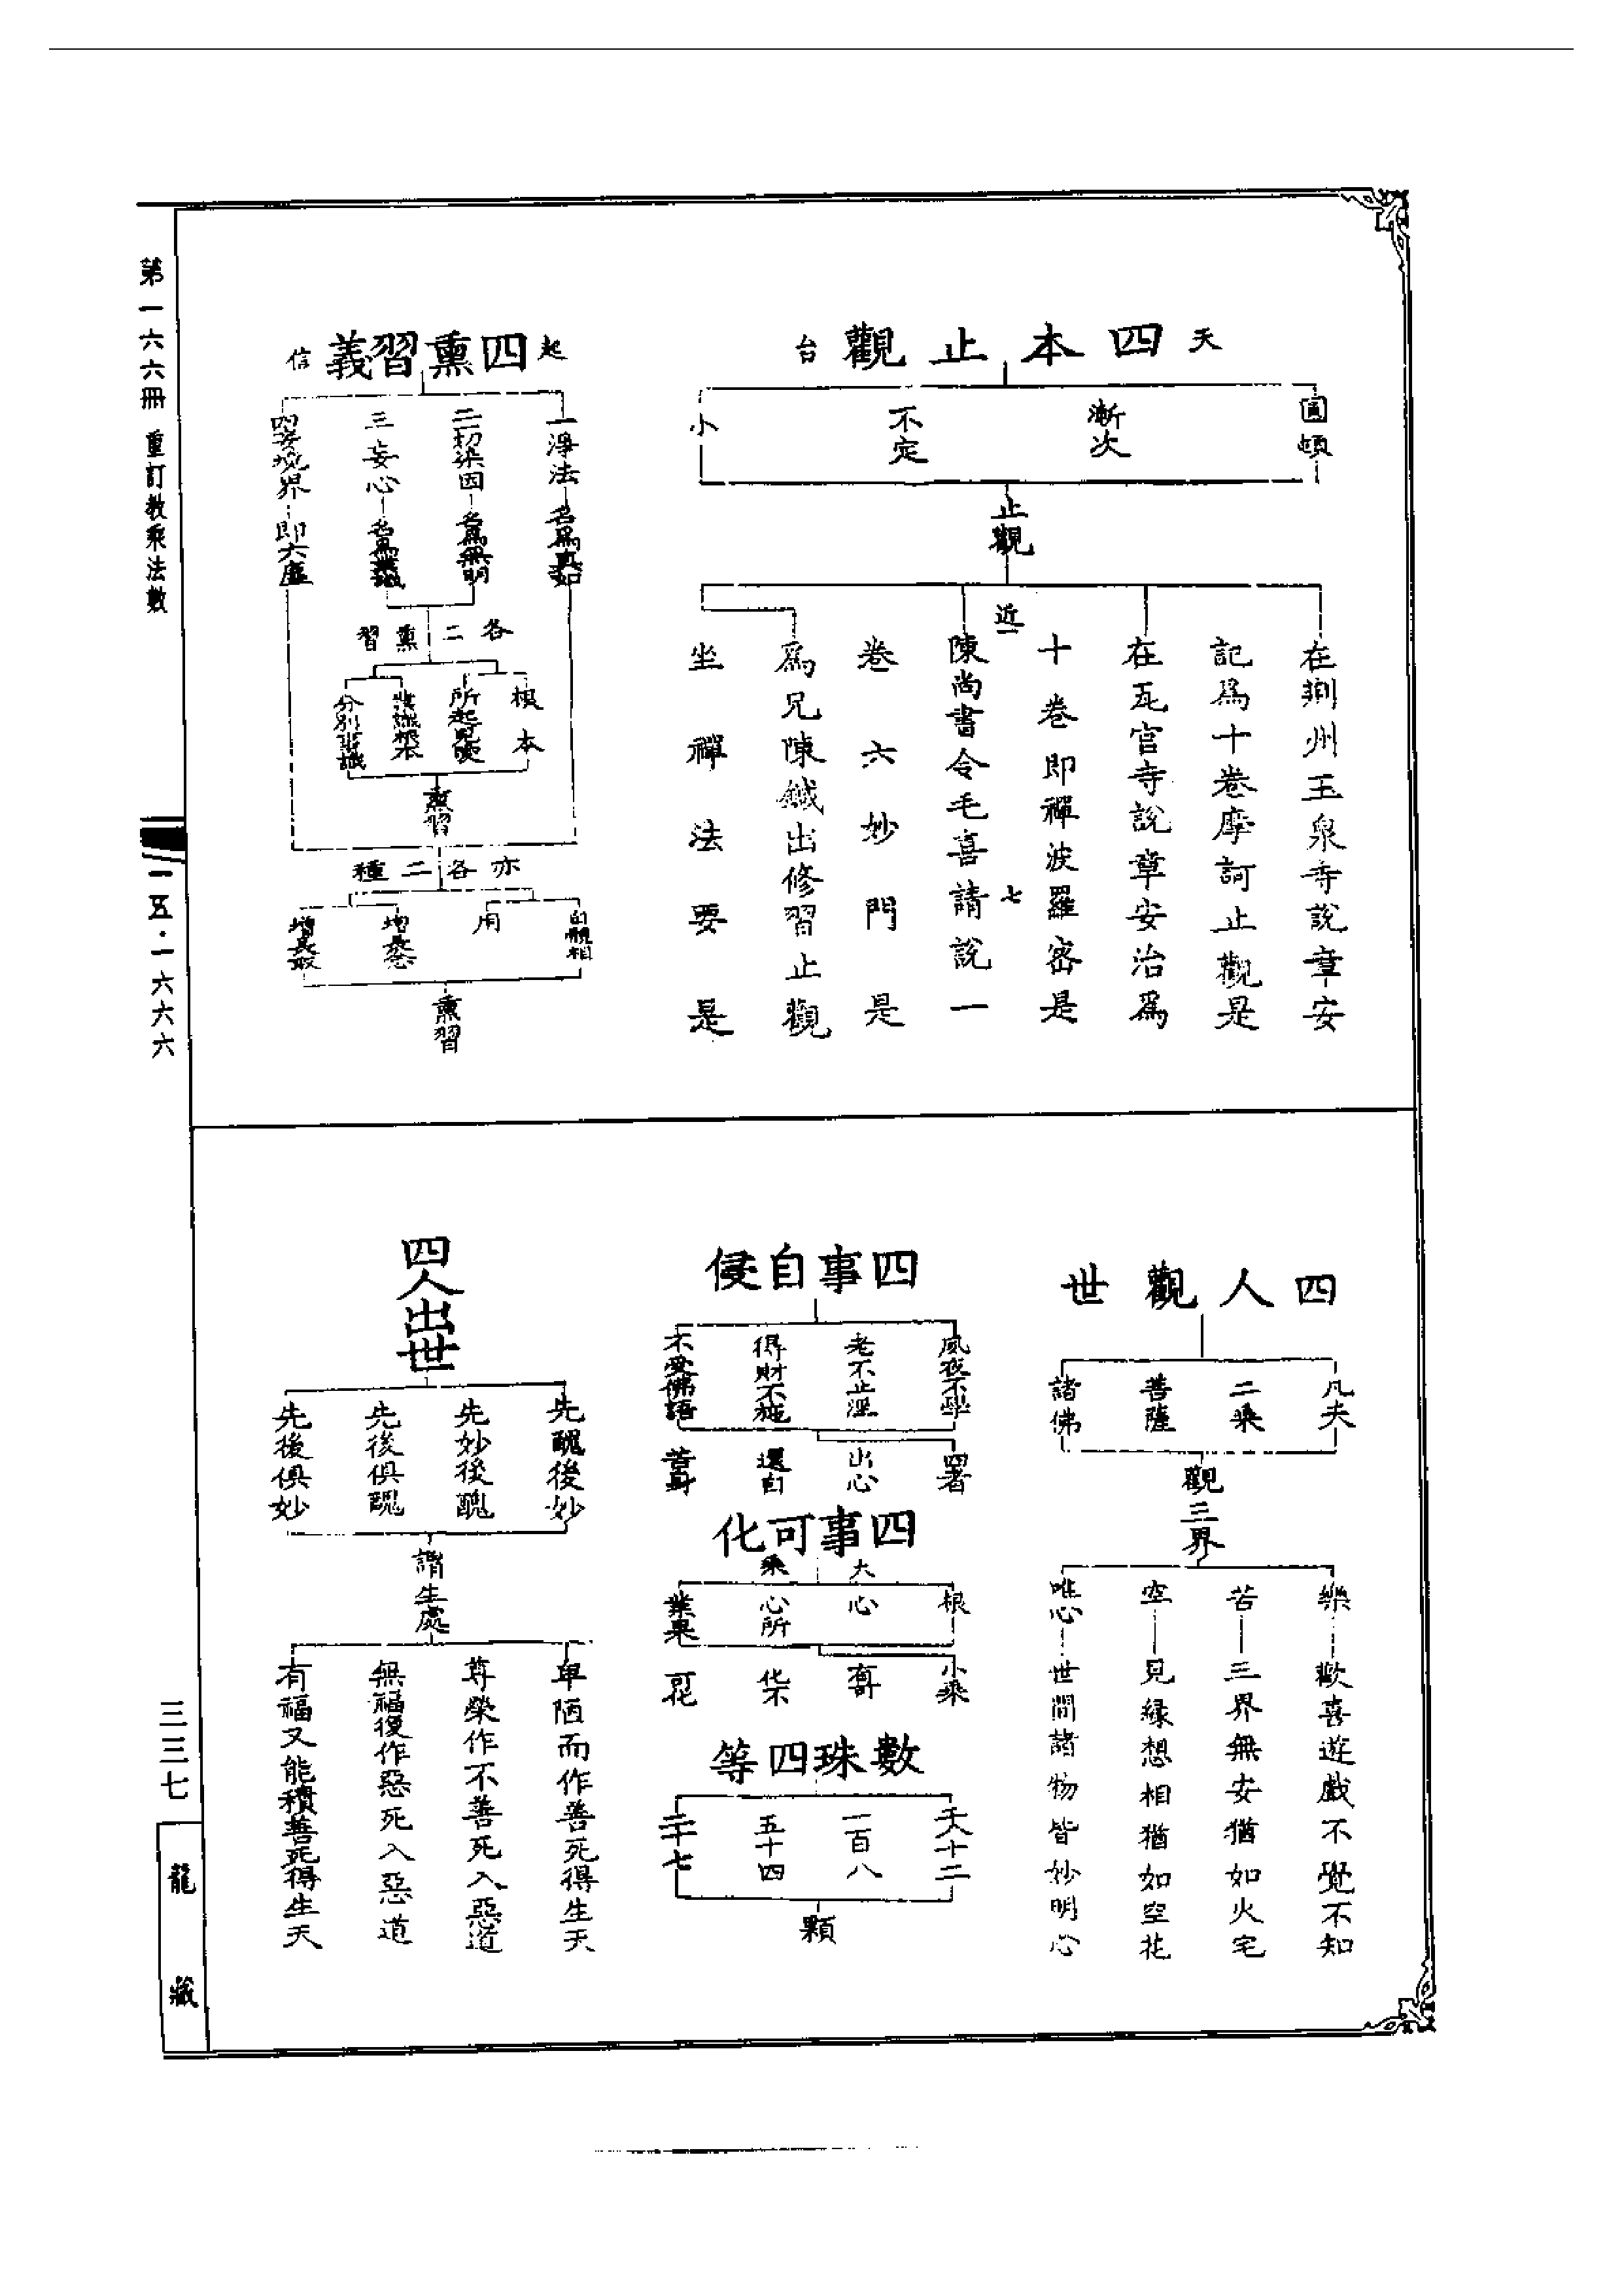 天 四本止觀 台
圓頓
漸次
不定
小
止觀
在荆州玉泉寺說章安
記爲十卷摩訶止觀是
在瓦官寺說章安治爲
十卷即禪波羅密是
近
七
陳尚書令毛喜請說一
卷六妙門是
爲兄陳鍼出修習止觀
坐禪法要是
起 四熏習義 信
一淨法 名爲真如
二切染因 名爲無明
三妄心 名爲業識
四妄境界 即六塵
各二熏習
根本
所起見愛
業識根本
分別事識
熏習
亦各二種
自體相
用
增長念
增長取
熏習
四人觀世
凡夫
二乘
菩薩
諸佛
觀三界
樂 歡喜遊戲不覺不知
苦 三界無安猶如火宅
空 見緣想相猶如空花
唯心 世間諸物皆妙明心
四事自侵
夙夜不學
老不止淫
得財不施
不受佛語
四者
出心
還自
苦身
四事可化
大乘
根
心
心所
業果
小乘
數珠四等
一百八
五十四
二十七
顆
四人出世
先醜後妙
先妙後醜
先後俱醜
先後俱妙
謂生處
卑陋而作善死得生天
尊榮作不善死入惡道
無福復作惡死入惡道
有福又能積善死得生天
第一六六冊 重訂教乘法數
一五·一六六六
三三七
龍藏